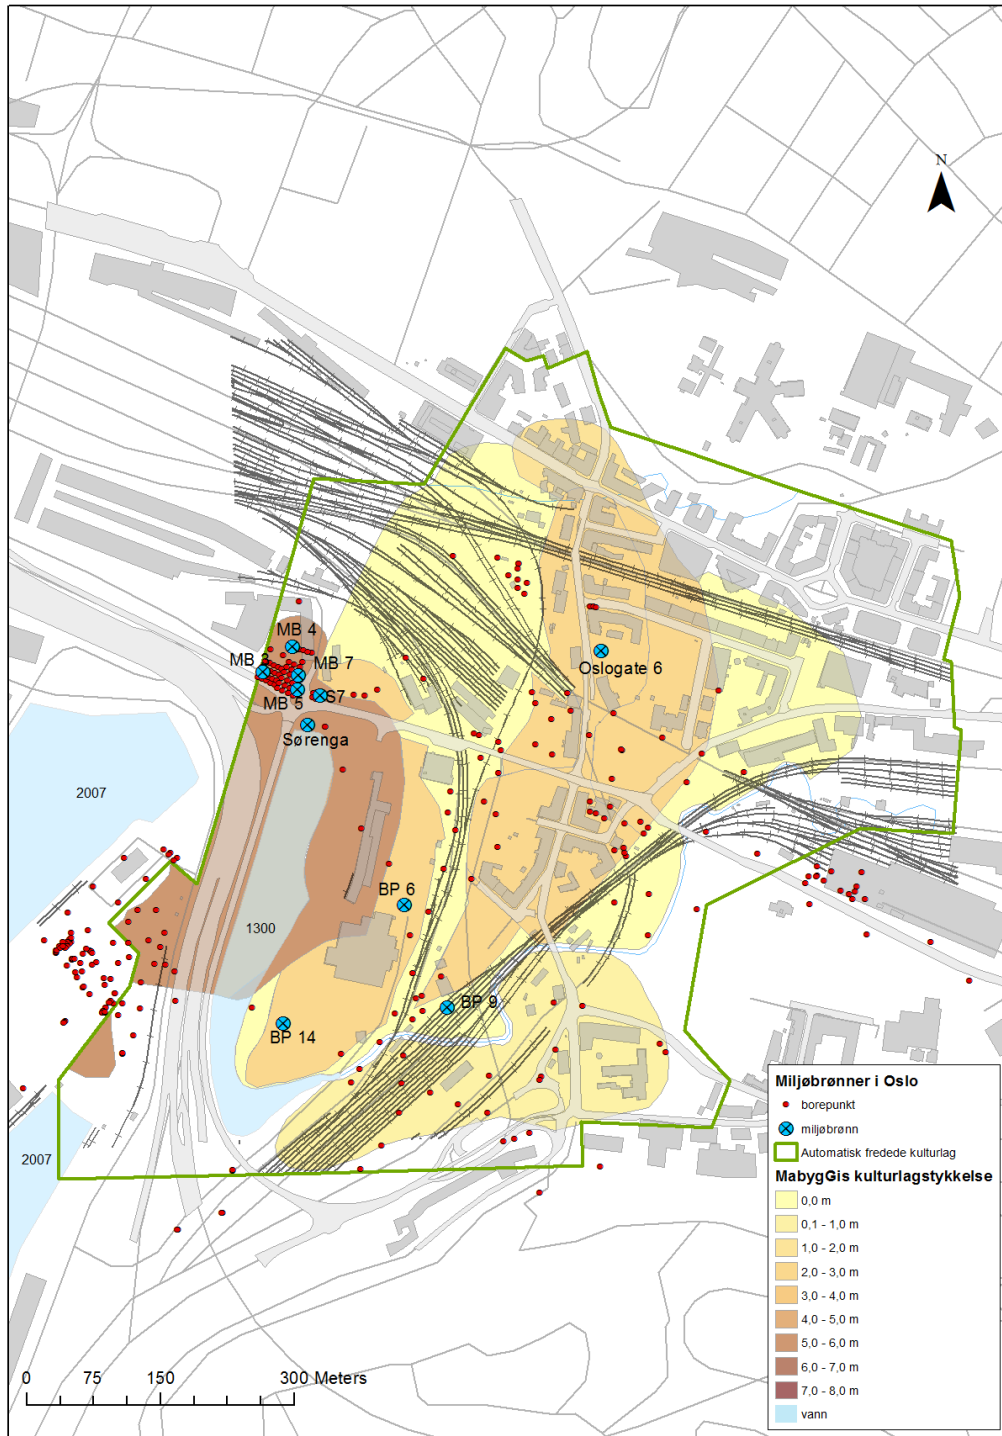 N
MB 4
MB 3
MB 7
MB 5
S7
Oslogate 6
Sørenga
2007
BP 6
1300
BP 9
BP 14
2007
Miljøbrønner i Oslo
borepunkt
miljøbrønn
Automatisk fredede kulturlag
MabygGis kulturlagstykkelse
0,0 m
0,1 - 1,0 m
1,0 - 2,0 m
2,0 - 3,0 m
3,0 - 4,0 m
4,0 - 5,0 m
5,0 - 6,0 m
6,0 - 7,0 m
7,0 - 8,0 m
vann
0 75 150 300 Meters